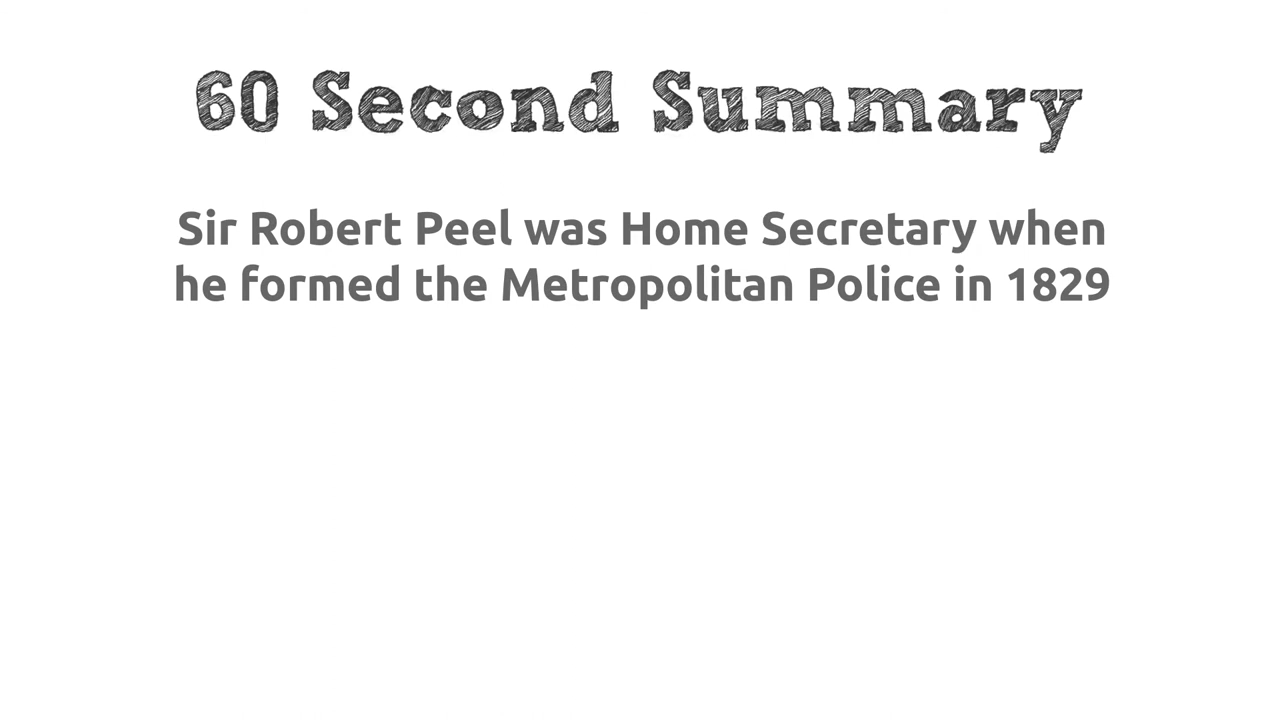 60 Second Summary
Sir Robert Peel was Home Secretary when
he formed the Metropolitan Police in 1829